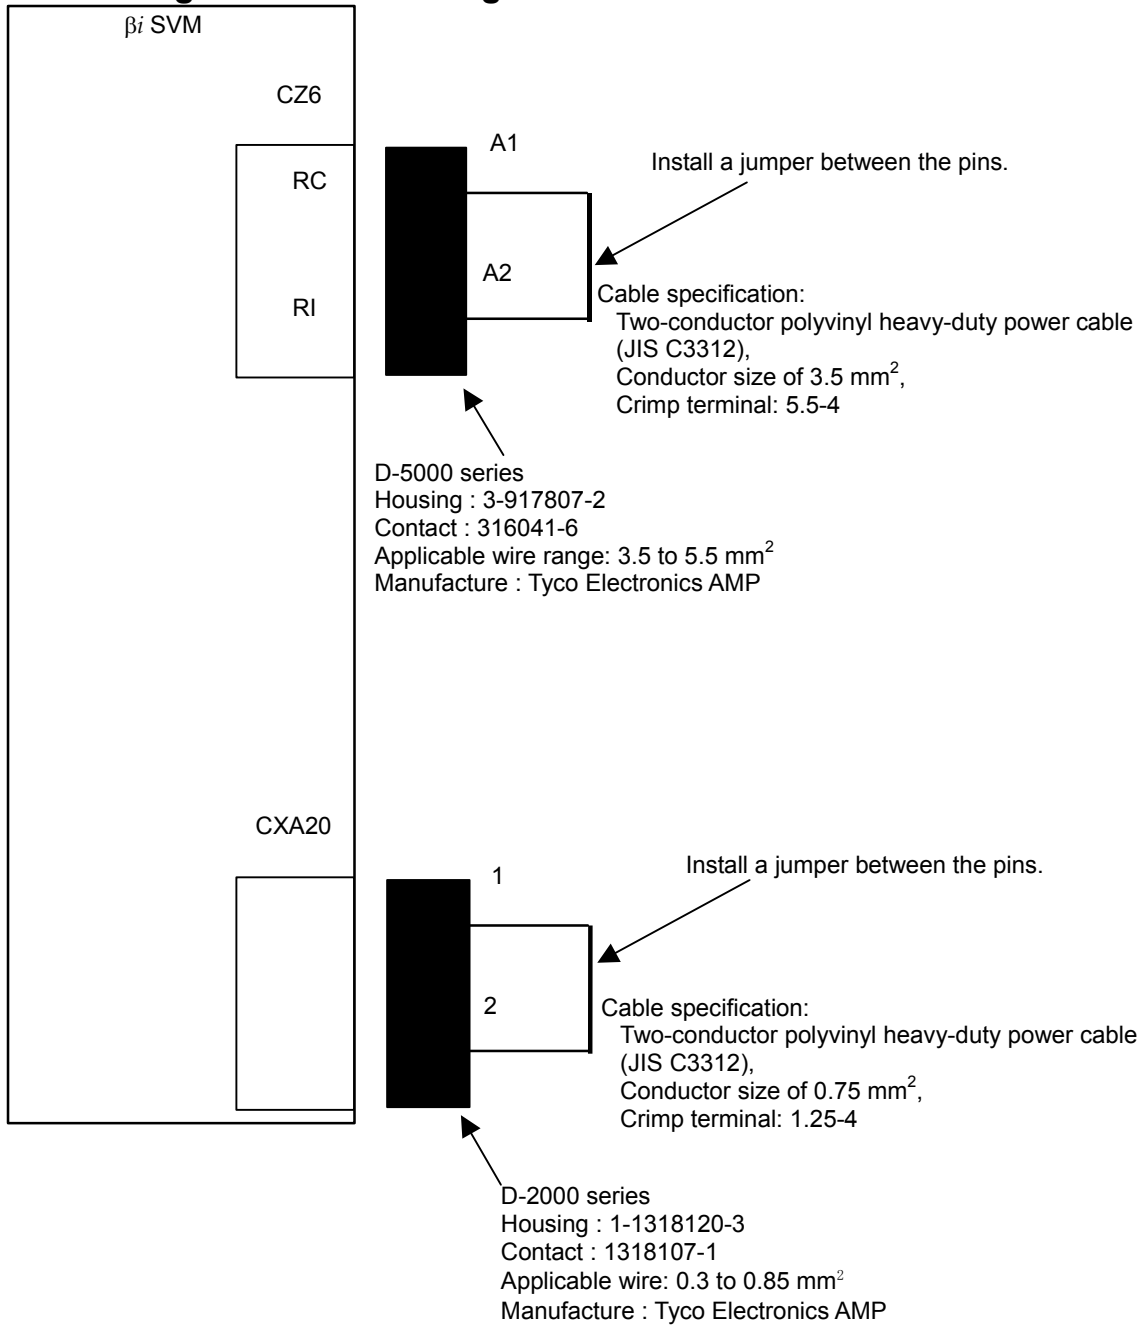 βi SVM
CZ6
A1
Install a jumper between the pins.
RC
A2
RI
Cable specification:
Two-conductor polyvinyl heavy-duty power cable
(JIS C3312),
Conductor size of 3.5 mm²,
Crimp terminal: 5.5-4
D-5000 series
Housing : 3-917807-2
Contact : 316041-6
Applicable wire range: 3.5 to 5.5 mm²
Manufacture : Tyco Electronics AMP
CXA20
1
Install a jumper between the pins.
2
Cable specification:
Two-conductor polyvinyl heavy-duty power cable
(JIS C3312),
Conductor size of 0.75 mm²,
Crimp terminal: 1.25-4
D-2000 series
Housing : 1-1318120-3
Contact : 1318107-1
Applicable wire: 0.3 to 0.85 mm²
Manufacture : Tyco Electronics AMP